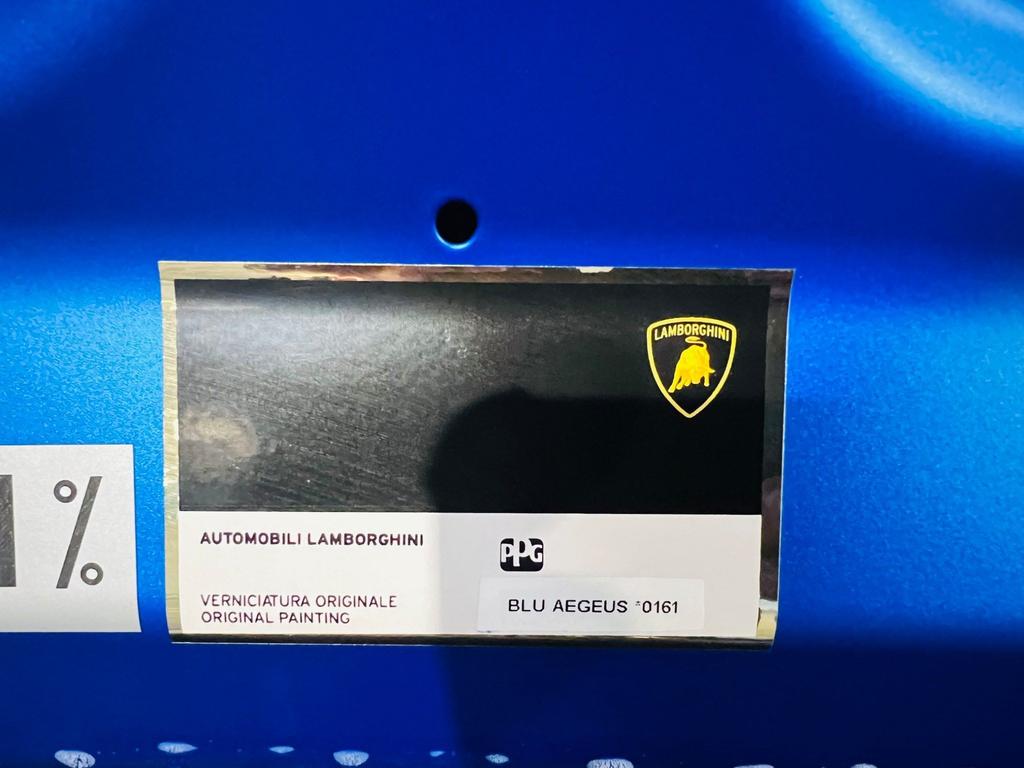 LAMBORGHINI
AUTOMOBILI LAMBORGHINI
PPG
%
VERNICIATURA ORIGINALE
ORIGINAL PAINTING
BLU AEGEUS *0161